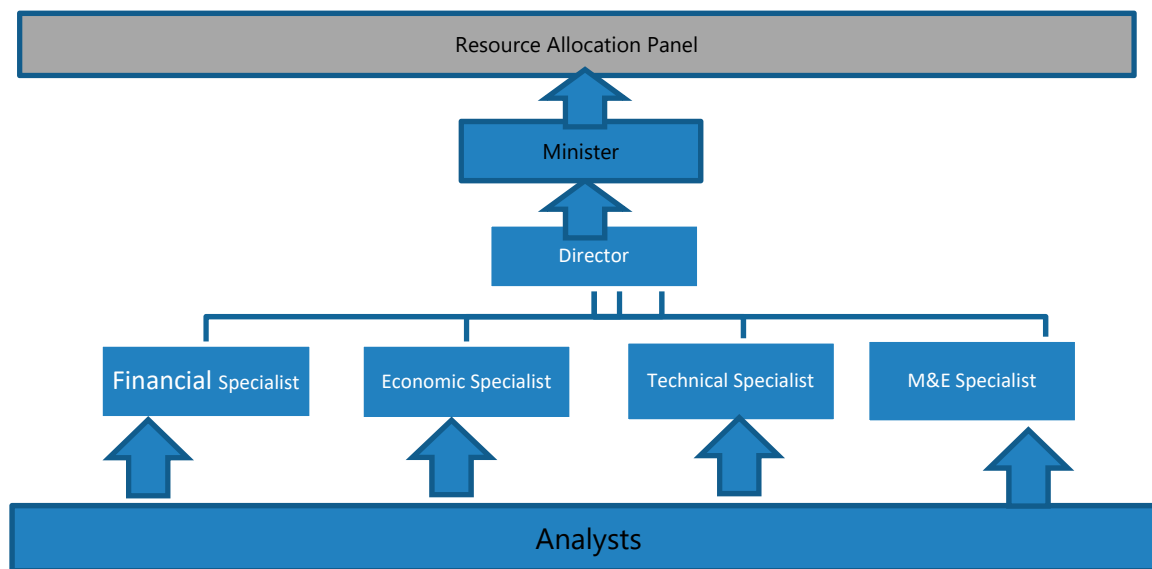 Resource Allocation Panel
Minister
Director
Financial Specialist
Economic Specialist
Technical Specialist
M&E Specialist
Analysts